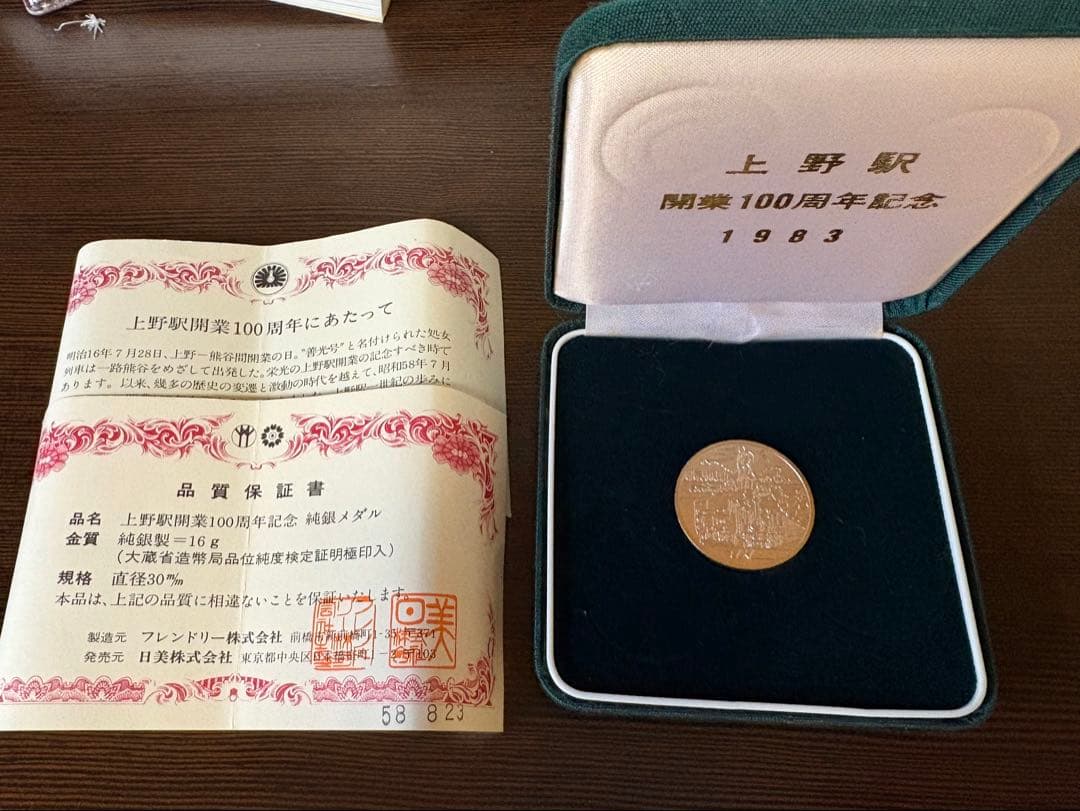 上野駅
開業100周年記念
1983
上野駅開業100周年にあたって
明治16年7月28日、上野−熊谷間開業の日。"善光号"と名付けられた処女
列車は一路熊谷をめざして出発した。栄光の上野駅開業の記念すべき時で
あります。以来、幾多の歴史の変遷と激動の時代を越えて、昭和58年7月
品質保証書
品名 上野駅開業100周年記念 純銀メダル
金質 純銀製=16g
(大蔵省造幣局品位純度検定証明極印入)
規格 直径30m/m
本品は、上記の品質に相違ないことを保証いたします。
製造元 フレンドリー株式会社
発売元 日美株式会社 東京都中央区日本橋
58 8 23